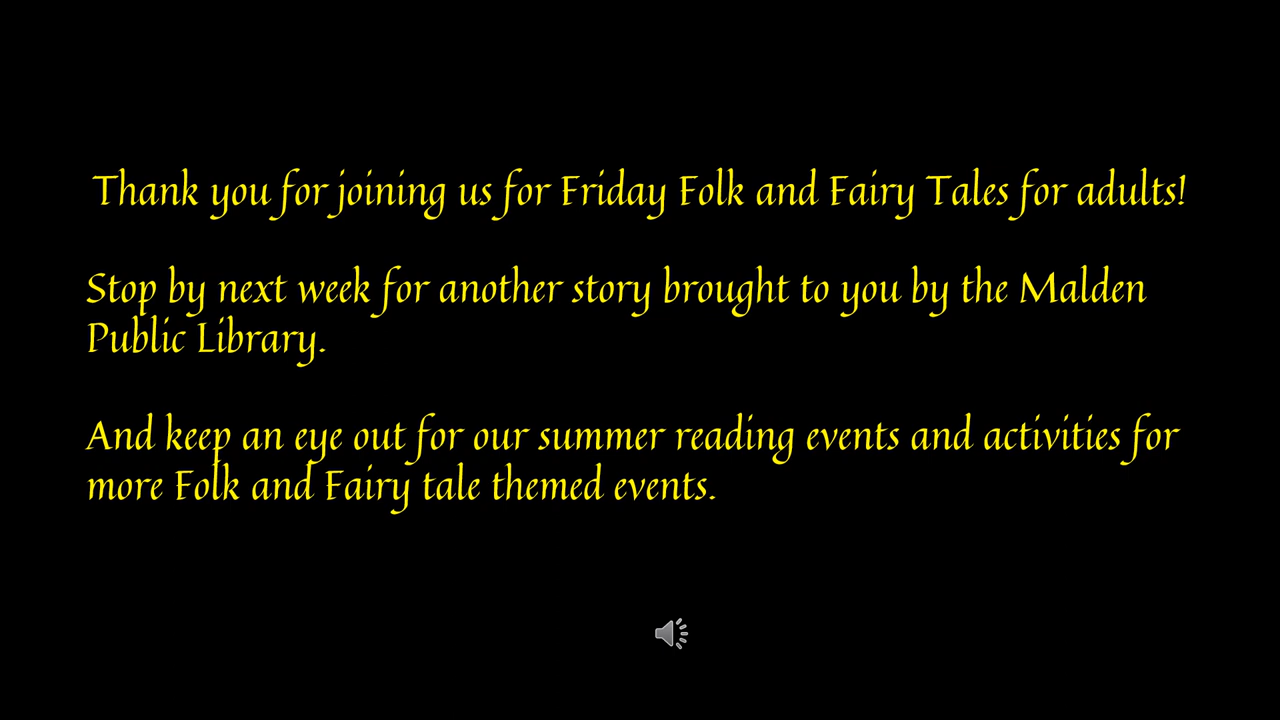 Thank you for joining us for Friday Folk and Fairy Tales for adults!
Stop by next week for another story brought to you by the Malden
Public Library.
And keep an eye out for our summer reading events and activities for
more Folk and Fairy tale themed events.